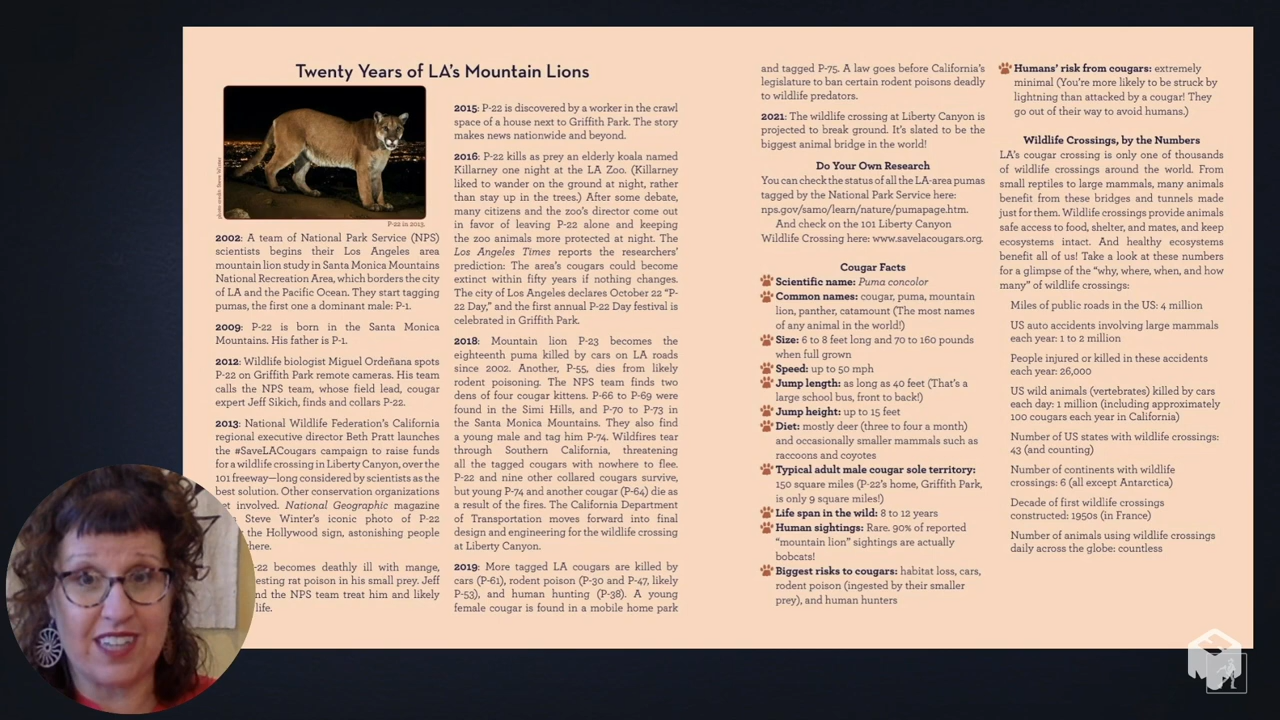 Twenty Years of LA's Mountain Lions
photo credit: Steve Winter
P-22 in 2013.
2002: A team of National Park Service (NPS)
scientists begins their Los Angeles area
mountain lion study in Santa Monica Mountains
National Recreation Area, which borders the city
of LA and the Pacific Ocean. They start tagging
pumas, the first one a dominant male: P-1.
2009: P-22 is born in the Santa Monica
Mountains. His father is P-1.
2012: Wildlife biologist Miguel Ordeñana spots
P-22 on Griffith Park remote cameras. His team
calls the NPS team, whose field lead, cougar
expert Jeff Sikich, finds and collars P-22.
2013: National Wildlife Federation's California
regional executive director Beth Pratt launches
the #SaveLACougars campaign to raise funds
for a wildlife crossing in Liberty Canyon, over the
101 freeway—long considered by scientists as the
best solution. Other conservation organizations
get involved. National Geographic magazine
Steve Winter's iconic photo of P-22
the Hollywood sign, astonishing people
here.
-22 becomes deathly ill with mange,
esting rat poison in his small prey. Jeff
nd the NPS team treat him and likely
life.
2015: P-22 is discovered by a worker in the crawl
space of a house next to Griffith Park. The story
makes news nationwide and beyond.
2016: P-22 kills as prey an elderly koala named
Killarney one night at the LA Zoo. (Killarney
liked to wander on the ground at night, rather
than stay up in the trees.) After some debate,
many citizens and the zoo's director come out
in favor of leaving P-22 alone and keeping
the zoo animals more protected at night. The
Los Angeles Times reports the researchers'
prediction: The area's cougars could become
extinct within fifty years if nothing changes.
The city of Los Angeles declares October 22 "P-
22 Day," and the first annual P-22 Day festival is
celebrated in Griffith Park.
2018: Mountain lion P-23 becomes the
eighteenth puma killed by cars on LA roads
since 2002. Another, P-55, dies from likely
rodent poisoning. The NPS team finds two
dens of four cougar kittens. P-66 to P-69 were
found in the Simi Hills, and P-70 to P-73 in
the Santa Monica Mountains. They also find
a young male and tag him P-74. Wildfires tear
through Southern California, threatening
all the tagged cougars with nowhere to flee.
P-22 and nine other collared cougars survive,
but young P-74 and another cougar (P-64) die as
a result of the fires. The California Department
of Transportation moves forward into final
design and engineering for the wildlife crossing
at Liberty Canyon.
2019: More tagged LA cougars are killed by
cars (P-61), rodent poison (P-30 and P-47, likely
P-53), and human hunting (P-38). A young
female cougar is found in a mobile home park
and tagged P-75. A law goes before California's
legislature to ban certain rodent poisons deadly
to wildlife predators.
2021: The wildlife crossing at Liberty Canyon is
projected to break ground. It's slated to be the
biggest animal bridge in the world!
Do Your Own Research
You can check the status of all the LA-area pumas
tagged by the National Park Service here:
nps.gov/samo/learn/nature/pumapage.htm.
And check on the 101 Liberty Canyon
Wildlife Crossing here: www.savelacougars.org.
Cougar Facts
Scientific name: Puma concolor
Common names: cougar, puma, mountain
lion, panther, catamount (The most names
of any animal in the world!)
Size: 6 to 8 feet long and 70 to 160 pounds
when full grown
Speed: up to 50 mph
Jump length: as long as 40 feet (That's a
large school bus, front to back!)
Jump height: up to 15 feet
Diet: mostly deer (three to four a month)
and occasionally smaller mammals such as
raccoons and coyotes
Typical adult male cougar sole territory:
150 square miles (P-22's home, Griffith Park,
is only 9 square miles!)
Life span in the wild: 8 to 12 years
Human sightings: Rare. 90% of reported
"mountain lion" sightings are actually
bobcats!
Biggest risks to cougars: habitat loss, cars,
rodent poison (ingested by their smaller
prey), and human hunters
Humans' risk from cougars: extremely
minimal (You're more likely to be struck by
lightning than attacked by a cougar! They
go out of their way to avoid humans.)
Wildlife Crossings, by the Numbers
LA's cougar crossing is only one of thousands
of wildlife crossings around the world. From
small reptiles to large mammals, many animals
benefit from these bridges and tunnels made
just for them. Wildlife crossings provide animals
safe access to food, shelter, and mates, and keep
ecosystems intact. And healthy ecosystems
benefit all of us! Take a look at these numbers
for a glimpse of the "why, where, when, and how
many" of wildlife crossings:
Miles of public roads in the US: 4 million
US auto accidents involving large mammals
each year: 1 to 2 million
People injured or killed in these accidents
each year: 26,000
US wild animals (vertebrates) killed by cars
each day: 1 million (including approximately
100 cougars each year in California)
Number of US states with wildlife crossings:
43 (and counting)
Number of continents with wildlife
crossings: 6 (all except Antarctica)
Decade of first wildlife crossings
constructed: 1950s (in France)
Number of animals using wildlife crossings
daily across the globe: countless